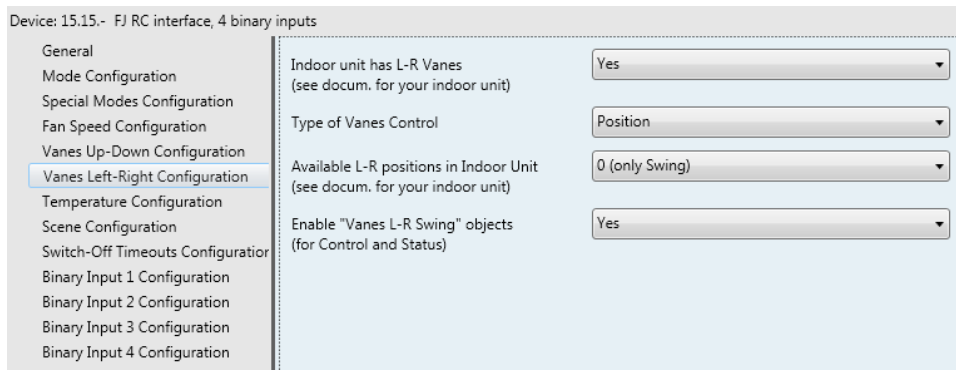 Device: 15.15.-  FJ RC interface, 4 binary inputs
General
Mode Configuration
Special Modes Configuration
Fan Speed Configuration
Vanes Up-Down Configuration
Vanes Left-Right Configuration
Temperature Configuration
Scene Configuration
Switch-Off Timeouts Configuration
Binary Input 1 Configuration
Binary Input 2 Configuration
Binary Input 3 Configuration
Binary Input 4 Configuration
Indoor unit has L-R Vanes
(see docum. for your indoor unit)
Yes
Type of Vanes Control
Position
Available L-R positions in Indoor Unit
(see docum. for your indoor unit)
0 (only Swing)
Enable "Vanes L-R Swing" objects
(for Control and Status)
Yes